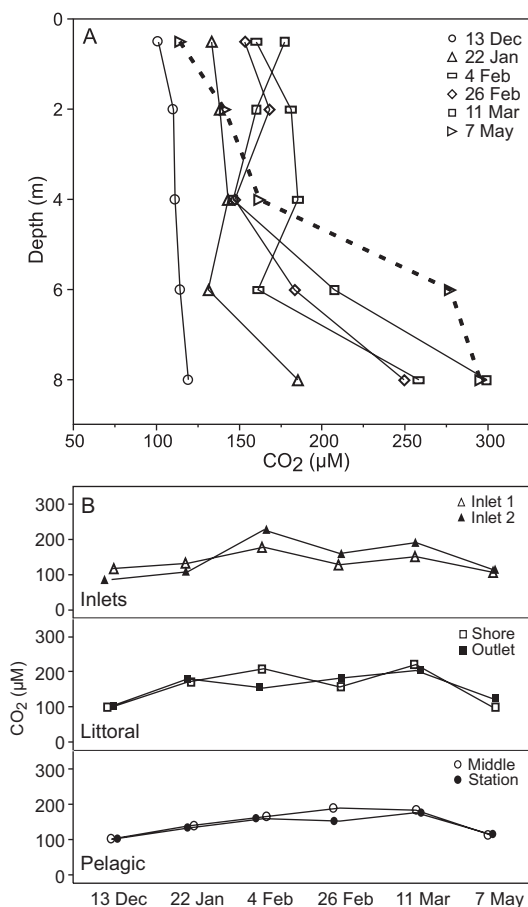 A
13 Dec
22 Jan
4 Feb
26 Feb
11 Mar
7 May
0
2
4
6
8
Depth (m)
50 100 150 200 250 300
CO2 (µM)
B
Inlet 1
Inlet 2
300
200
100
0
Inlets
Shore
Outlet
300
200
100
0
Littoral
CO2 (µM)
Middle
Station
300
200
100
0
Pelagic
13 Dec 22 Jan 4 Feb 26 Feb 11 Mar 7 May